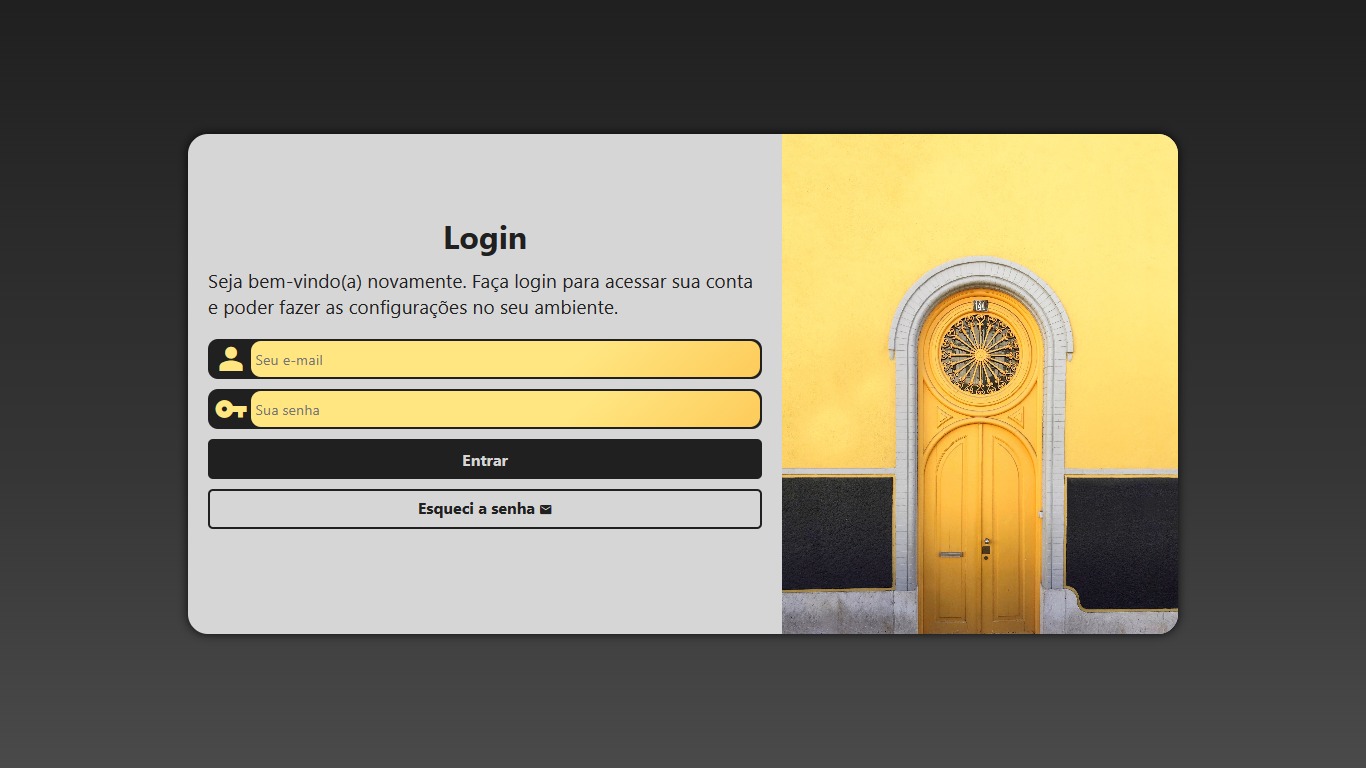 Login
Seja bem-vindo(a) novamente. Faça login para acessar sua conta
e poder fazer as configurações no seu ambiente.
Seu e-mail
Sua senha
Entrar
Esqueci a senha